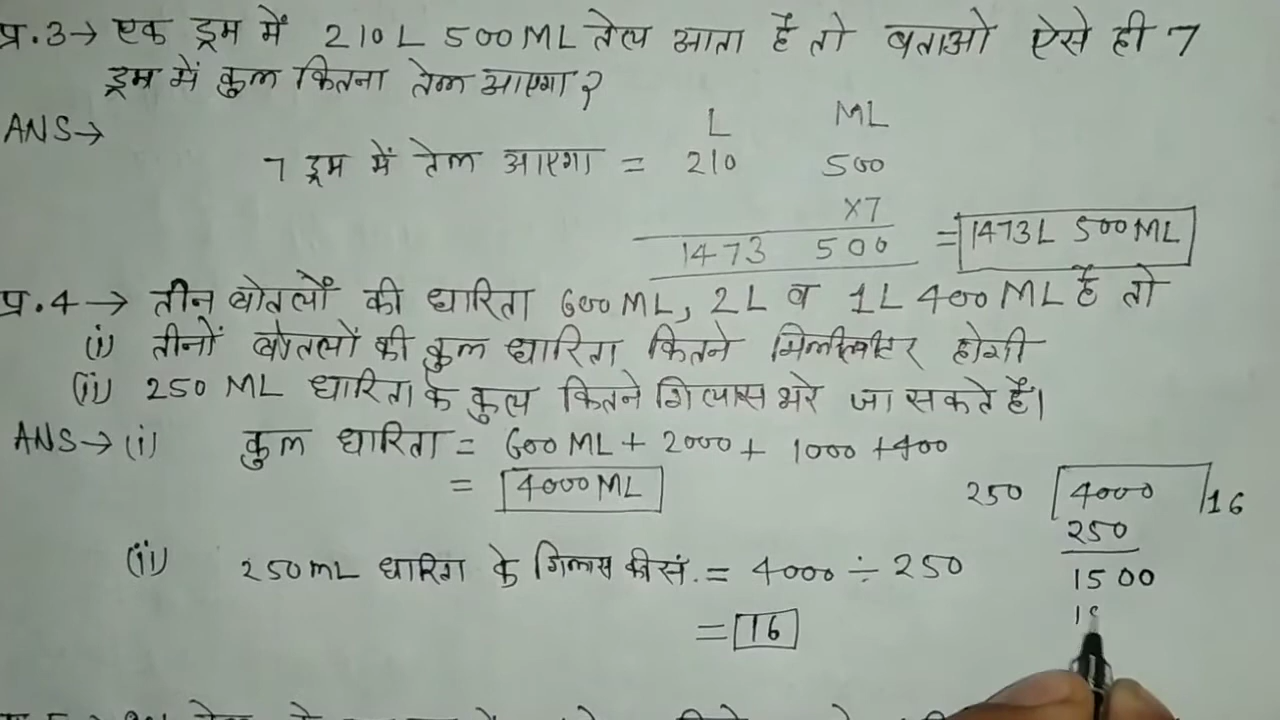 प्र.3→ एक ड्रम में 210L 500ML तेल आता है तो बताओ ऐसे ही 7
ड्रम में कुल कितना तेल आएगा?
ANS→
L ML
7 ड्रम में तेल आएगा = 210 500
×7
1473 500 = 1473L 500ML
प्र.4→ तीन बोतलों की धारिता 600ML, 2L व 1L 400ML है तो
(i) तीनों बोतलों की कुल धारिता कितने मिलीलीटर होगी
(ii) 250 ML धारिता के कुल कितने गिलास भरे जा सकते हैं।
ANS→(i) कुल धारिता = 600ML + 2000 + 1000 +400
= 4000ML
250 4000 16
250
(ii) 250ML धारिता के गिलास की सं. = 4000 ÷ 250
1500
= 16